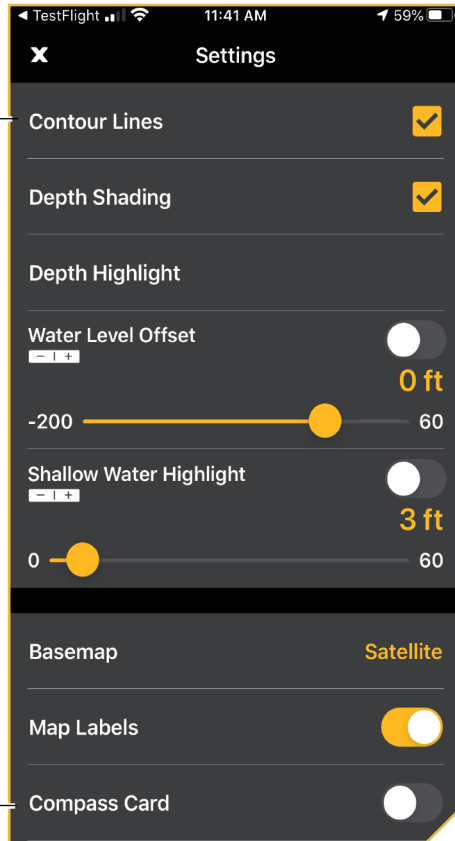 ◀ TestFlight 11:41 AM 59%
X Settings
Contour Lines
Depth Shading
Depth Highlight
Water Level Offset
− | +
0 ft
-200 60
Shallow Water Highlight
− | +
3 ft
0 60
Basemap Satellite
Map Labels
Compass Card